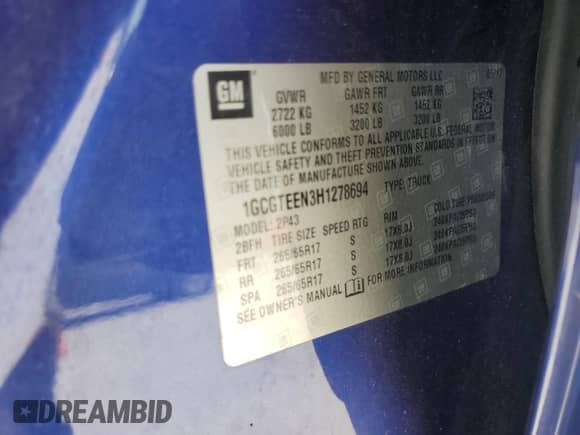 GM
MFD BY GENERAL MOTORS LLC 05/17
GVWR GAWR FRT GAWR RR
2722 KG 1452 KG 1452 KG
6000 LB 3200 LB 3200 LB
THIS VEHICLE CONFORMS TO ALL APPLICABLE U.S. FEDERAL MOTOR
VEHICLE SAFETY AND THEFT PREVENTION STANDARDS IN EFFECT
ON THE DATE OF MANUFACTURE SHOWN ABOVE.
1GCGTEEN3H1278694 TYPE: TRUCK
MODEL: 2P43
2BFH TIRE SIZE SPEED RTG RIM
FRT 265/65R17 S 17X8.0J
RR 265/65R17 S 17X8.0J
SPA 265/65R17 S 17X8.0J
SEE OWNER'S MANUAL FOR MORE INFORMATION.
DREAMBID